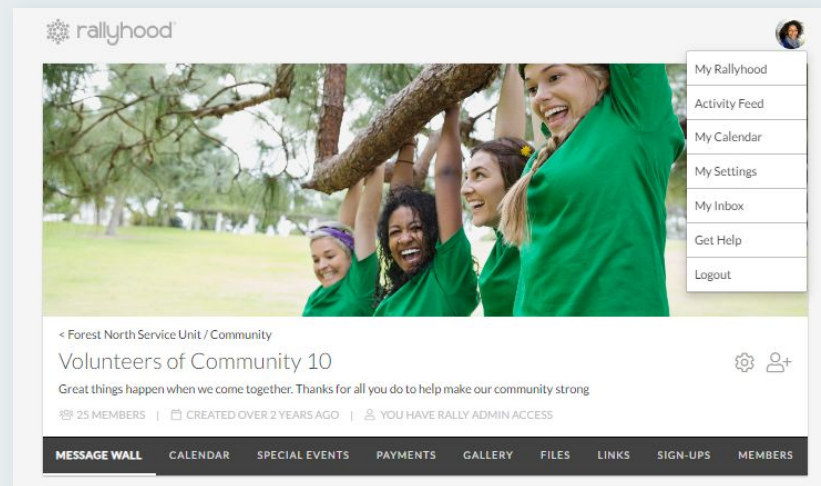 rallyhood
My Rallyhood
Activity Feed
My Calendar
My Settings
My Inbox
Get Help
Logout
< Forest North Service Unit / Community
Volunteers of Community 10
Great things happen when we come together. Thanks for all you do to help make our community strong
25 MEMBERS | CREATED OVER 2 YEARS AGO | YOU HAVE RALLY ADMIN ACCESS
MESSAGE WALL CALENDAR SPECIAL EVENTS PAYMENTS GALLERY FILES LINKS SIGN-UPS MEMBERS